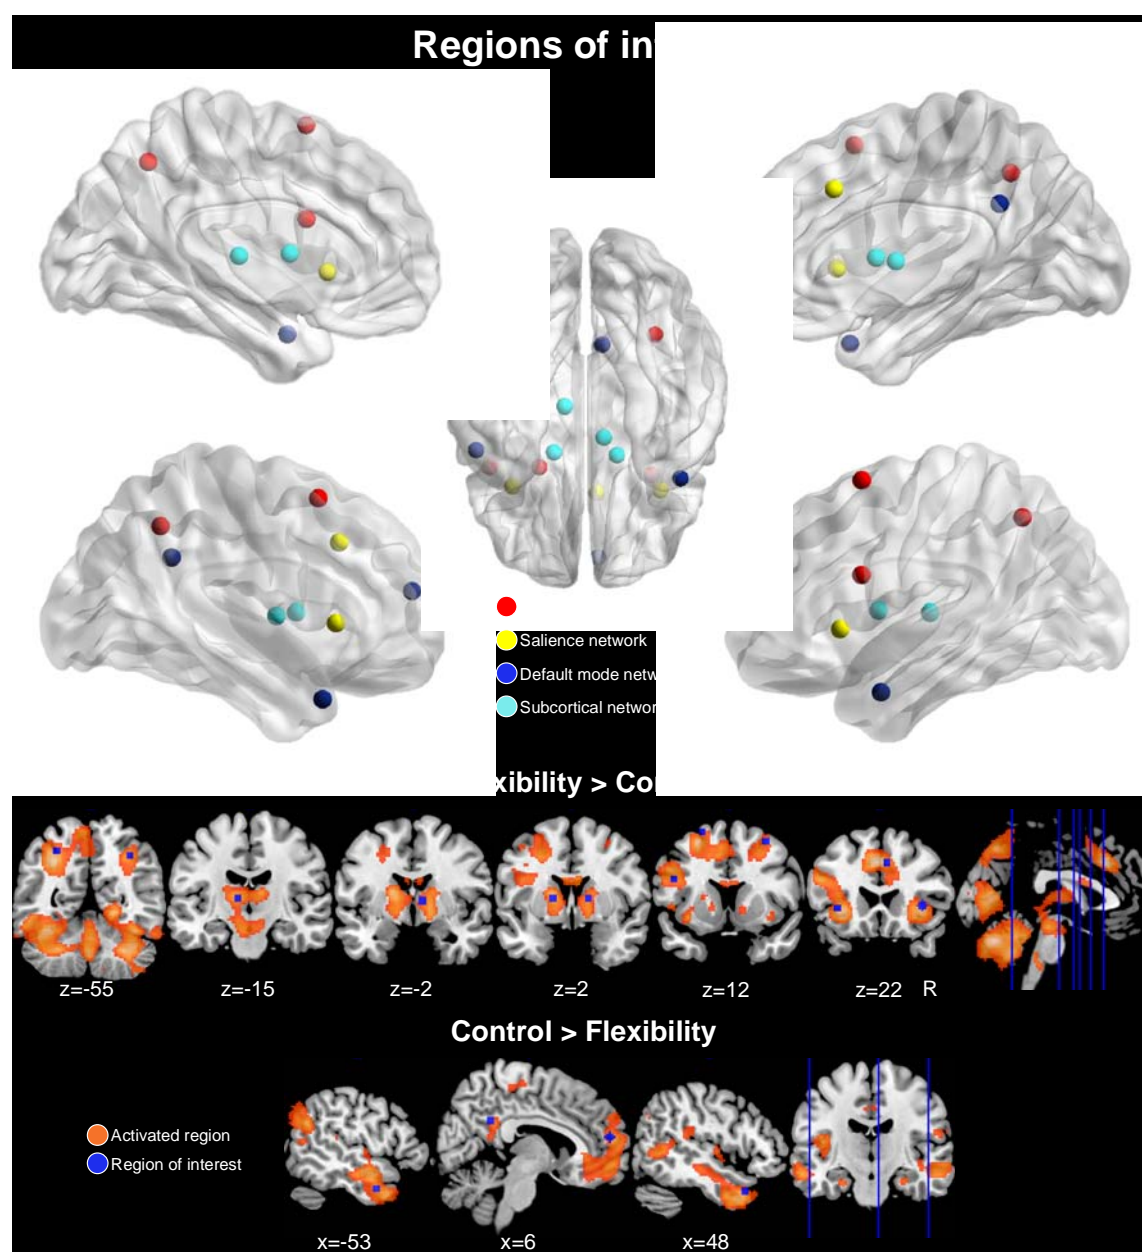 Regions of in
Salience network
Default mode netw
Subcortical networ
xibility > Co
z=-55
z=-15
z=-2
z=2
z=12
z=22
R
Control > Flexibility
Activated region
Region of interest
x=-53
x=6
x=48